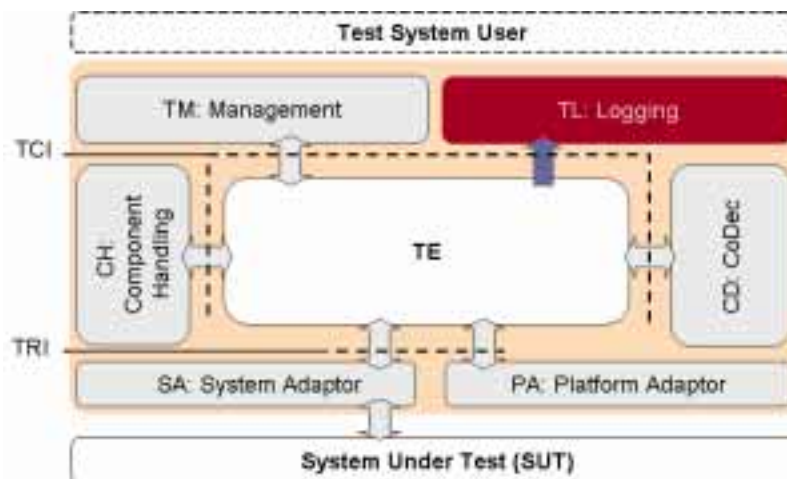 Test System User
TM: Management
TL: Logging
TCI
CH:
Component
Handling
TE
CD: CoDec
TRI
SA: System Adaptor
PA: Platform Adaptor
System Under Test (SUT)